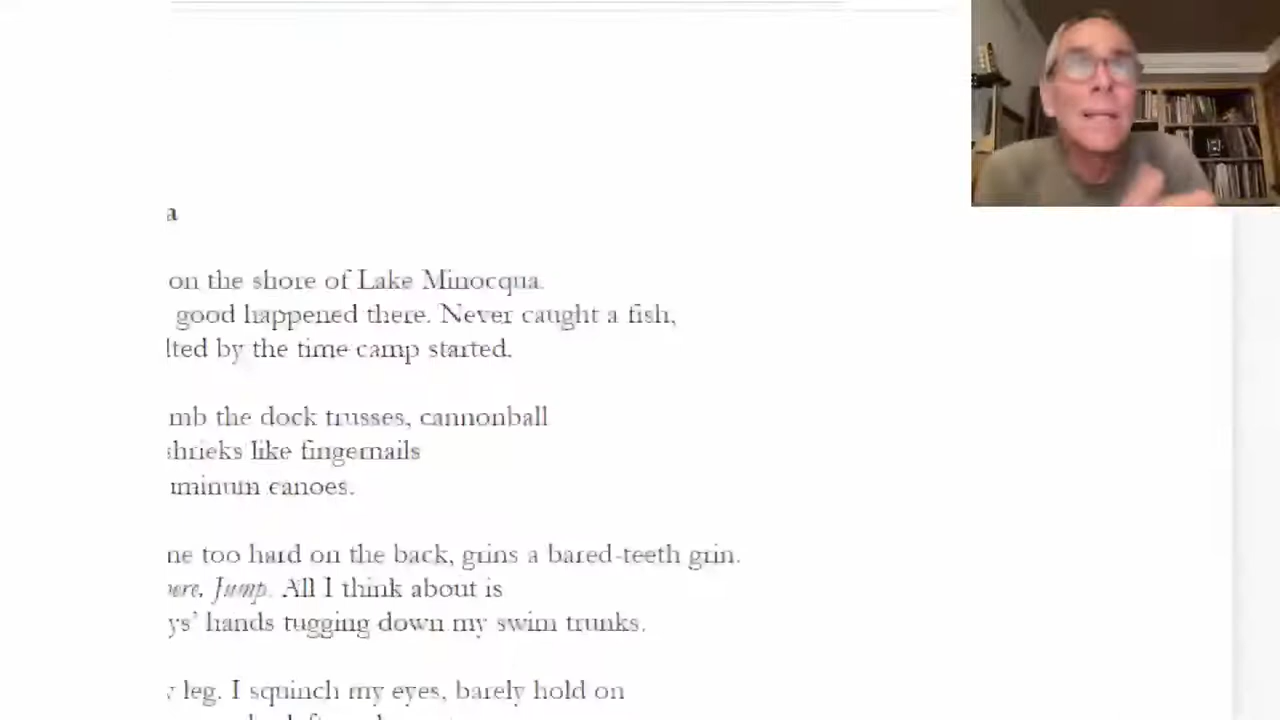 a
on the shore of Lake Minocqua.
good happened there. Never caught a fish,
lted by the time camp started.
mb the dock trusses, cannonball
shrieks like fingernails
uminum canoes.
ne too hard on the back, grins a bared-teeth grin.
ure. Jump. All I think about is
ys’ hands tugging down my swim trunks.
leg. I squinch my eyes, barely hold on